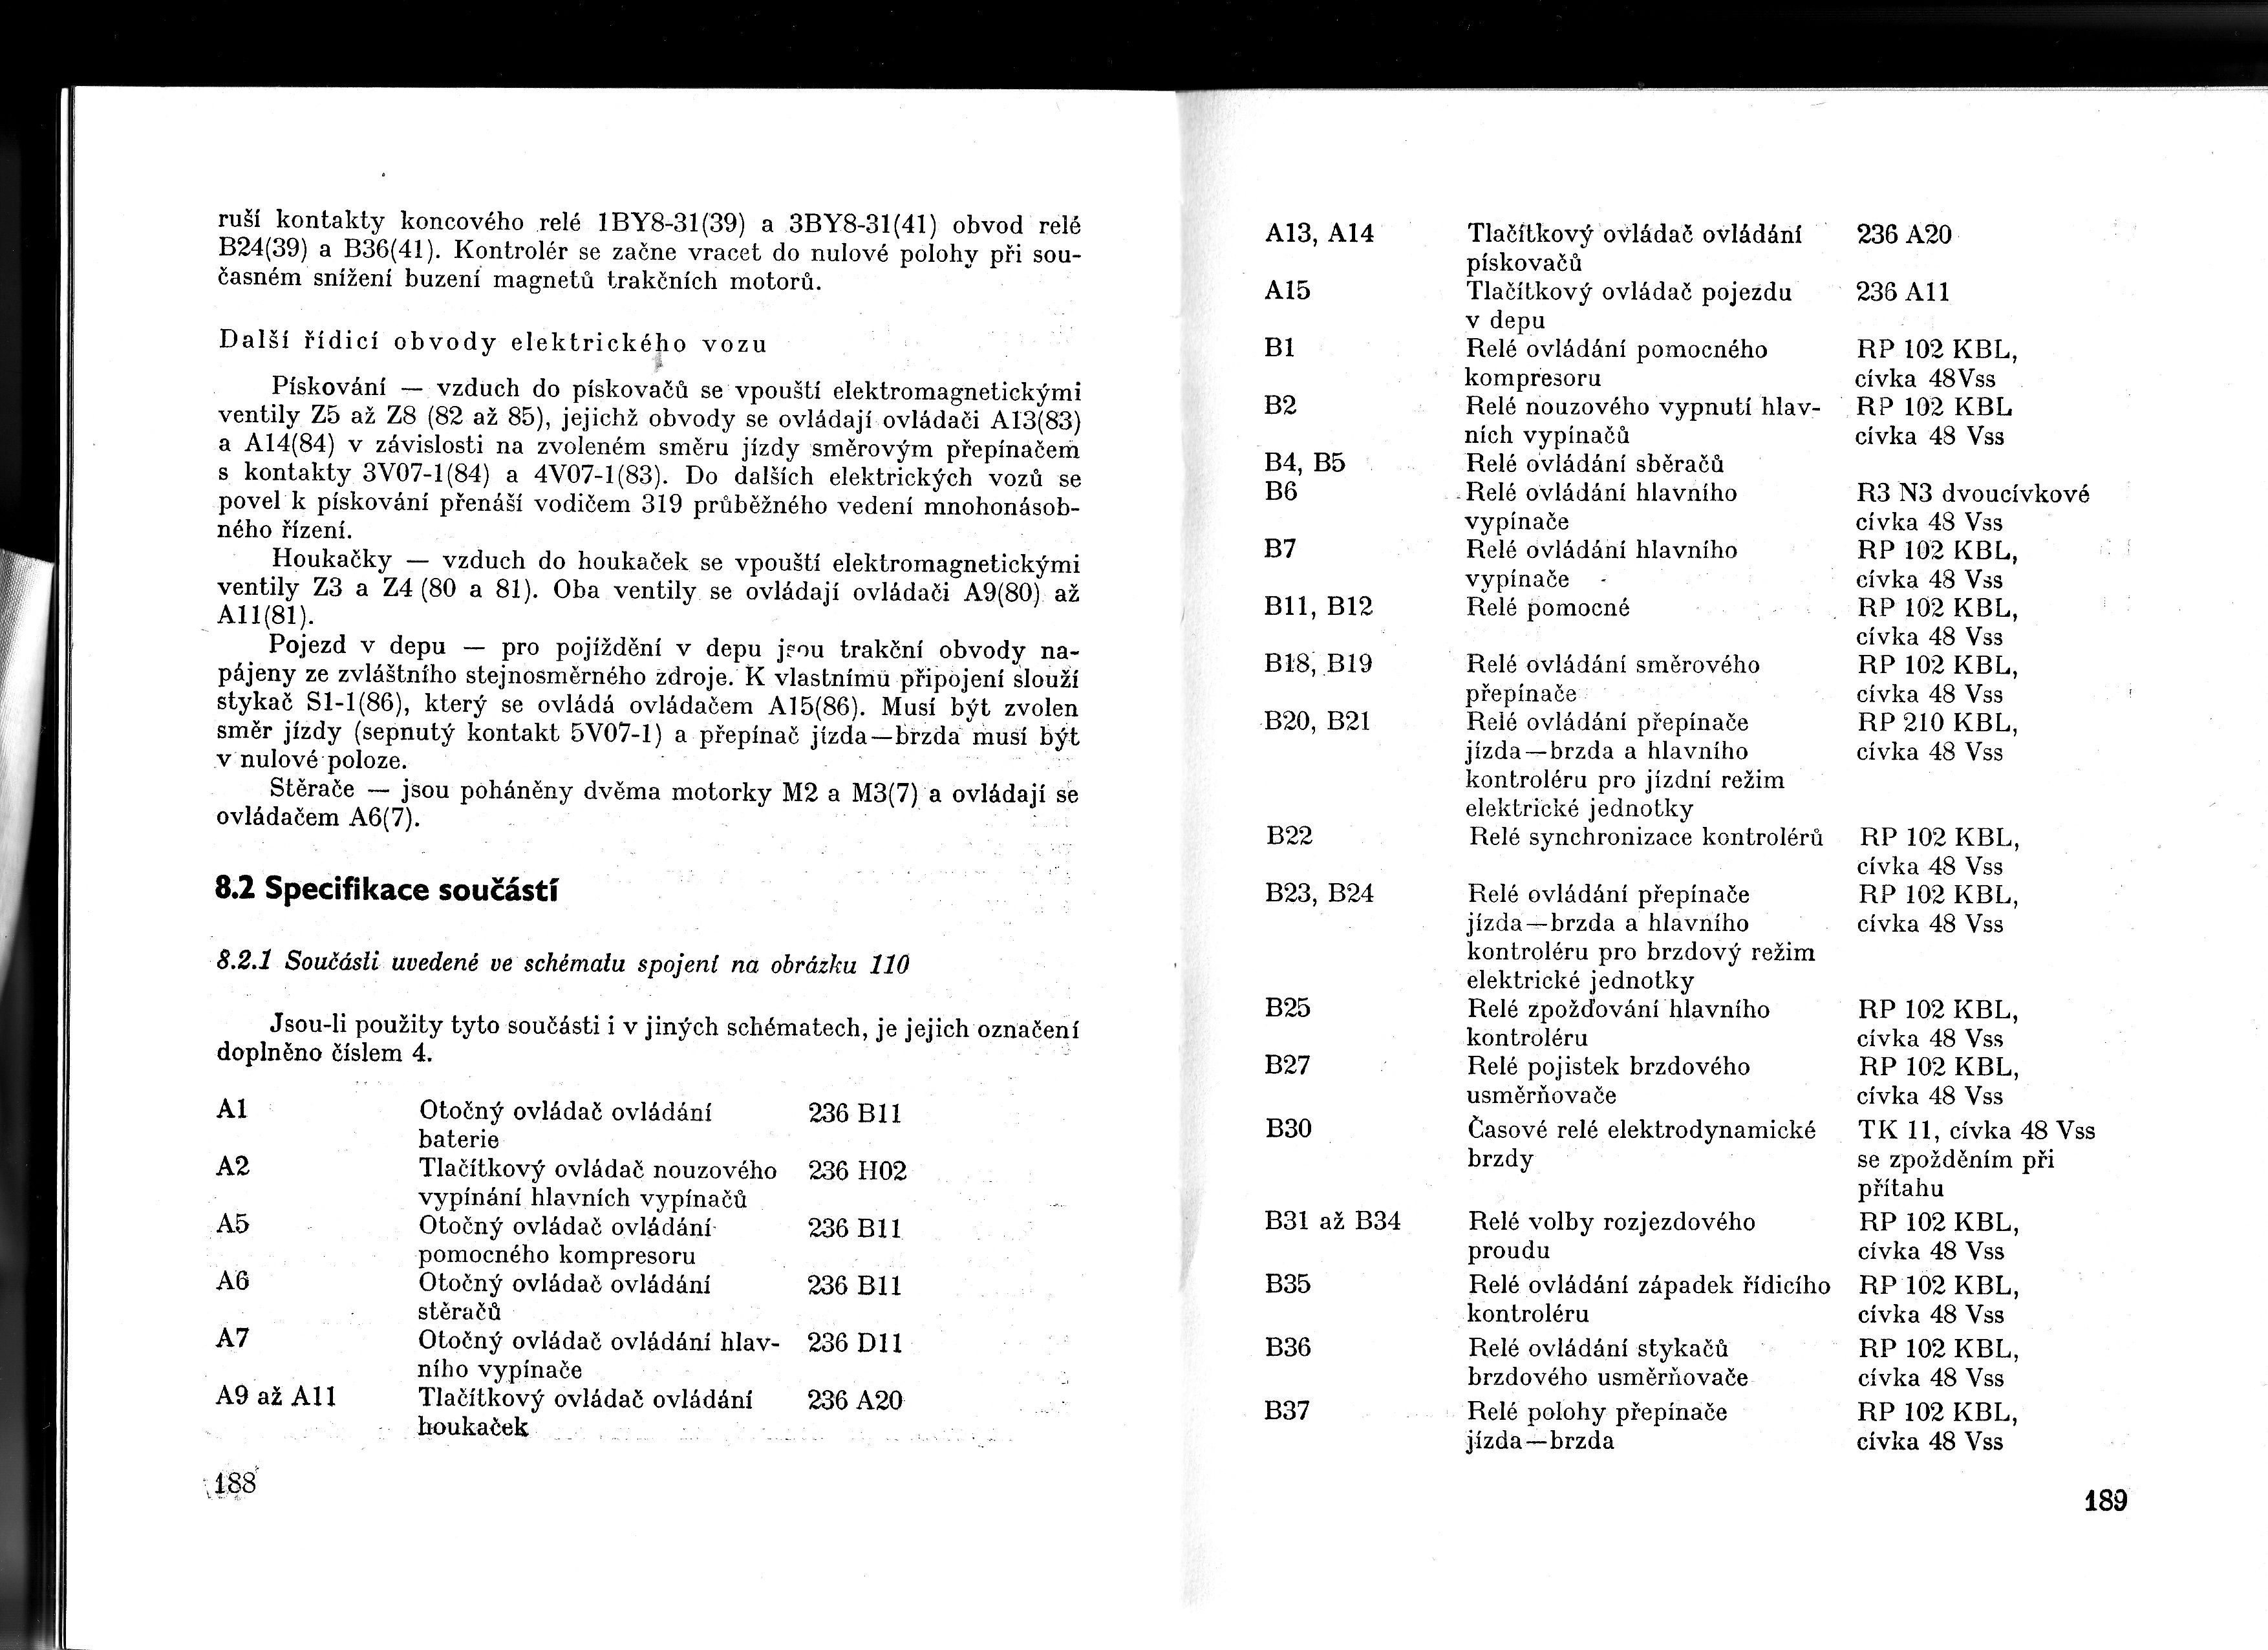 ruší kontakty koncového relé 1BY8-31(39) a 3BY8-31(41) obvod relé
B24(39) a B36(41). Kontrolér se začne vracet do nulové polohy při sou-
časném snížení buzení magnetů trakčních motorů.
Další řídicí obvody elektrického vozu
Pískování — vzduch do pískovačů se vpouští elektromagnetickými
ventily Z5 až Z8 (82 až 85), jejichž obvody se ovládají ovládači A13(83)
a A14(84) v závislosti na zvoleném směru jízdy směrovým přepínačem
s kontakty 3V07-1(84) a 4V07-1(83). Do dalších elektrických vozů se
povel k pískování přenáší vodičem 319 průběžného vedení mnohonásob-
ného řízení.
Houkačky — vzduch do houkaček se vpouští elektromagnetickými
ventily Z3 a Z4 (80 a 81). Oba ventily se ovládají ovládači A9(80) až
A11(81).
Pojezd v depu — pro pojíždění v depu jsou trakční obvody na-
pájeny ze zvláštního stejnosměrného zdroje. K vlastnímu připojení slouží
stykač S1-1(86), který se ovládá ovládačem A15(86). Musí být zvolen
směr jízdy (sepnutý kontakt 5V07-1) a přepínač jízda—brzda musí být
v nulové poloze.
Stěrače — jsou poháněny dvěma motorky M2 a M3(7) a ovládají se
ovládačem A6(7).
8.2 Specifikace součástí
8.2.1 Součásti uvedené ve schématu spojení na obrázku 110
Jsou-li použity tyto součásti i v jiných schématech, je jejich označení
doplněno číslem 4.
A1 Otočný ovládač ovládání 236 B11
baterie
A2 Tlačítkový ovládač nouzového 236 H02
vypínání hlavních vypínačů
A5 Otočný ovládač ovládání 236 B11
pomocného kompresoru
A6 Otočný ovládač ovládání 236 B11
stěračů
A7 Otočný ovládač ovládání hlav- 236 D11
ního vypínače
A9 až A11 Tlačítkový ovládač ovládání 236 A20
houkaček
188
A13, A14 Tlačítkový ovládač ovládání 236 A20
pískovačů
A15 Tlačítkový ovládač pojezdu 236 A11
v depu
B1 Relé ovládání pomocného RP 102 KBL,
kompresoru cívka 48Vss
B2 Relé nouzového vypnutí hlav- RP 102 KBL
ních vypínačů cívka 48 Vss
B4, B5 Relé ovládání sběračů
B6 Relé ovládání hlavního R3 N3 dvoucívkové
vypínače cívka 48 Vss
B7 Relé ovládání hlavního RP 102 KBL,
vypínače cívka 48 Vss
B11, B12 Relé pomocné RP 102 KBL,
cívka 48 Vss
B18, B19 Relé ovládání směrového RP 102 KBL,
přepínače cívka 48 Vss
B20, B21 Relé ovládání přepínače RP 210 KBL,
jízda—brzda a hlavního cívka 48 Vss
kontroléru pro jízdní režim
elektrické jednotky
B22 Relé synchronizace kontrolérů RP 102 KBL,
cívka 48 Vss
B23, B24 Relé ovládání přepínače RP 102 KBL,
jízda—brzda a hlavního cívka 48 Vss
kontroléru pro brzdový režim
elektrické jednotky
B25 Relé zpožďování hlavního RP 102 KBL,
kontroléru cívka 48 Vss
B27 Relé pojistek brzdového RP 102 KBL,
usměrňovače cívka 48 Vss
B30 Časové relé elektrodynamické TK 11, cívka 48 Vss
brzdy se zpožděním při
přítahu
B31 až B34 Relé volby rozjezdového RP 102 KBL,
proudu cívka 48 Vss
B35 Relé ovládání západek řídicího RP 102 KBL,
kontroléru cívka 48 Vss
B36 Relé ovládání stykačů RP 102 KBL,
brzdového usměrňovače cívka 48 Vss
B37 Relé polohy přepínače RP 102 KBL,
jízda—brzda cívka 48 Vss
189